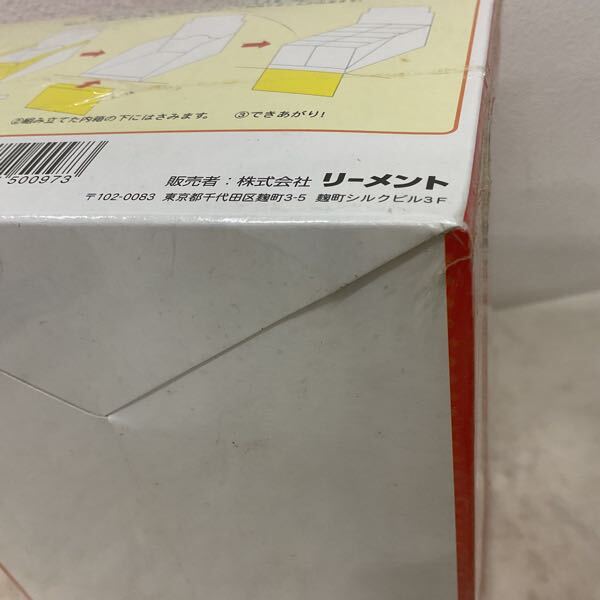 ②組み立てた内箱の下にはさみます。 ③できあがり!
500973
販売者:株式会社 リーメント
〒102-0083 東京都千代田区麹町3-5 麹町シルクビル3F